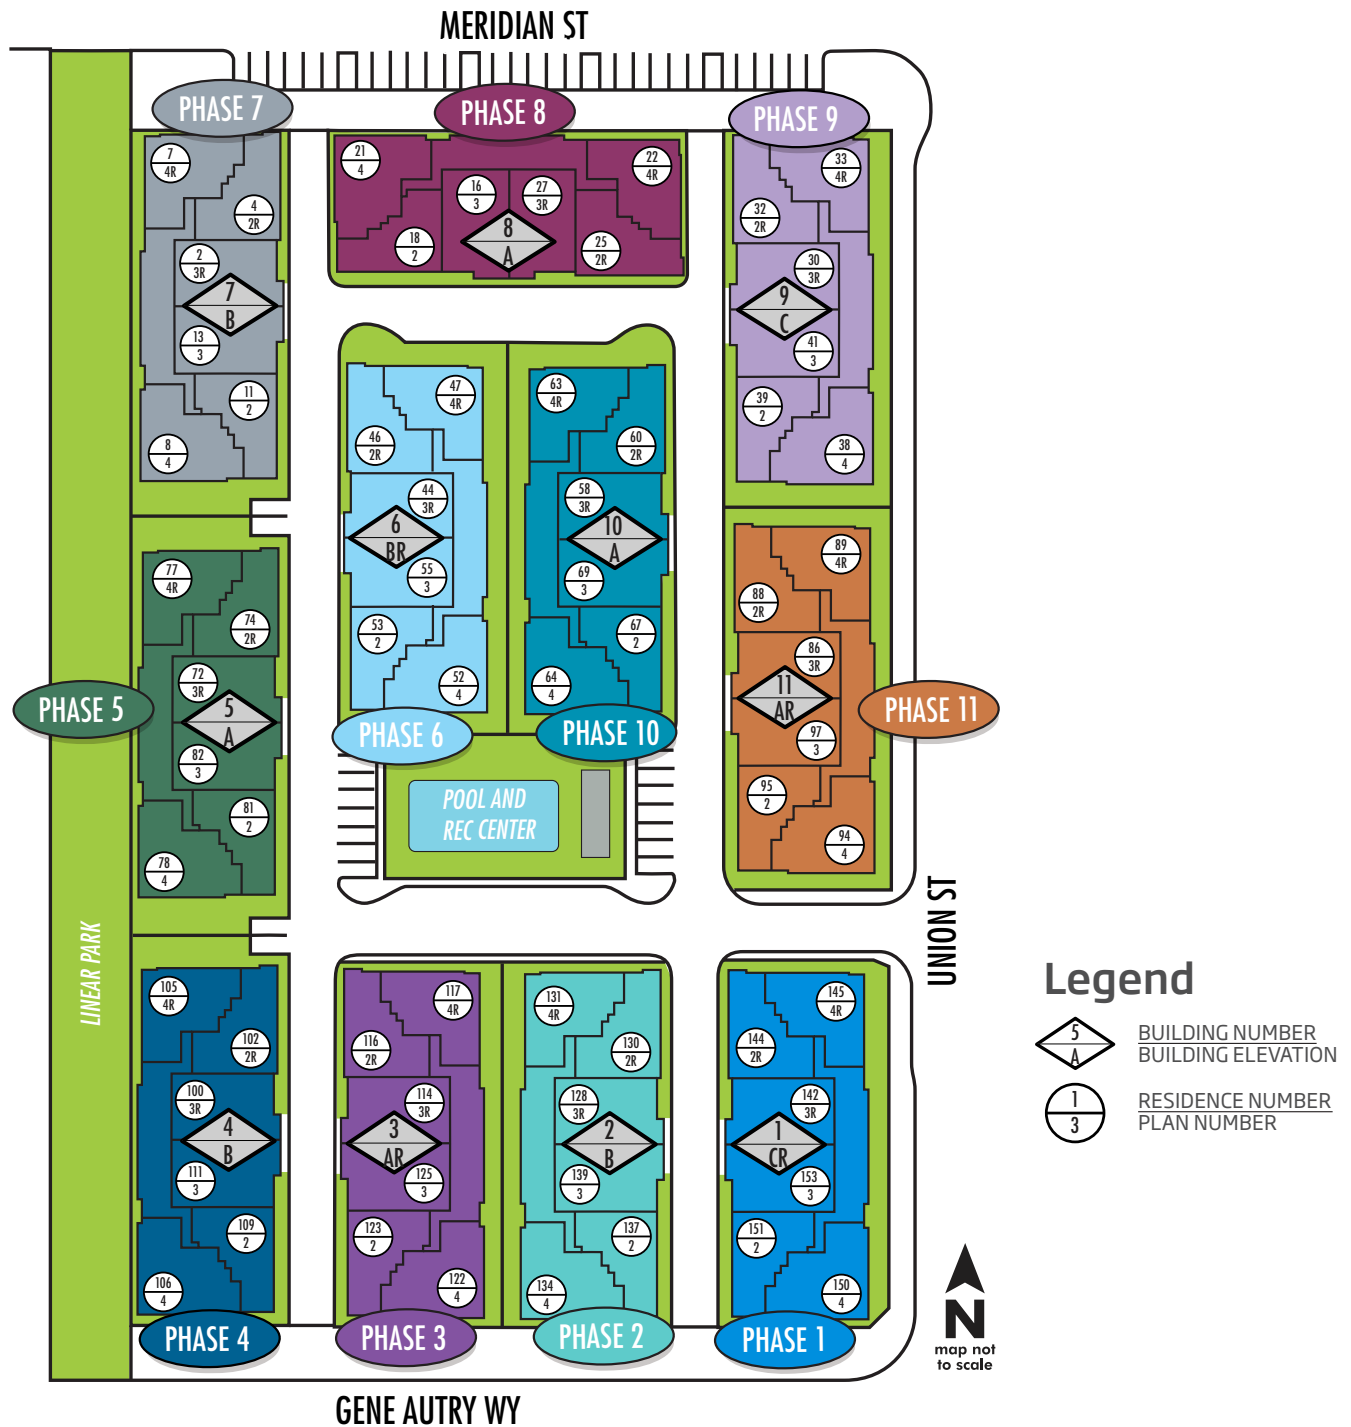 MERIDIAN ST
PHASE 7
PHASE 8
PHASE 9
7
4R
4
2R
2
3R
7
B
13
3
11
2
8
4
21
4
16
3
27
3R
22
4R
18
2
8
A
25
2R
33
4R
32
2R
30
3R
9
C
41
3
39
2
38
4
47
4R
46
2R
44
3R
6
BR
55
3
53
2
52
4
PHASE 6
63
4R
60
2R
58
3R
10
A
69
3
67
2
64
4
PHASE 10
77
4R
74
2R
72
3R
5
A
82
3
81
2
78
4
PHASE 5
89
4R
88
2R
86
3R
11
AR
97
3
95
2
94
4
PHASE 11
POOL AND
REC CENTER
LINEAR PARK
UNION ST
105
4R
102
2R
100
3R
4
B
111
3
109
2
106
4
PHASE 4
117
4R
116
2R
114
3R
3
AR
125
3
123
2
122
4
PHASE 3
131
4R
130
2R
128
3R
2
B
139
3
137
2
134
4
PHASE 2
145
4R
144
2R
142
3R
1
CR
153
3
151
2
150
4
PHASE 1
Legend
5
A
BUILDING NUMBER
BUILDING ELEVATION
1
3
RESIDENCE NUMBER
PLAN NUMBER
N
map not
to scale
GENE AUTRY WY